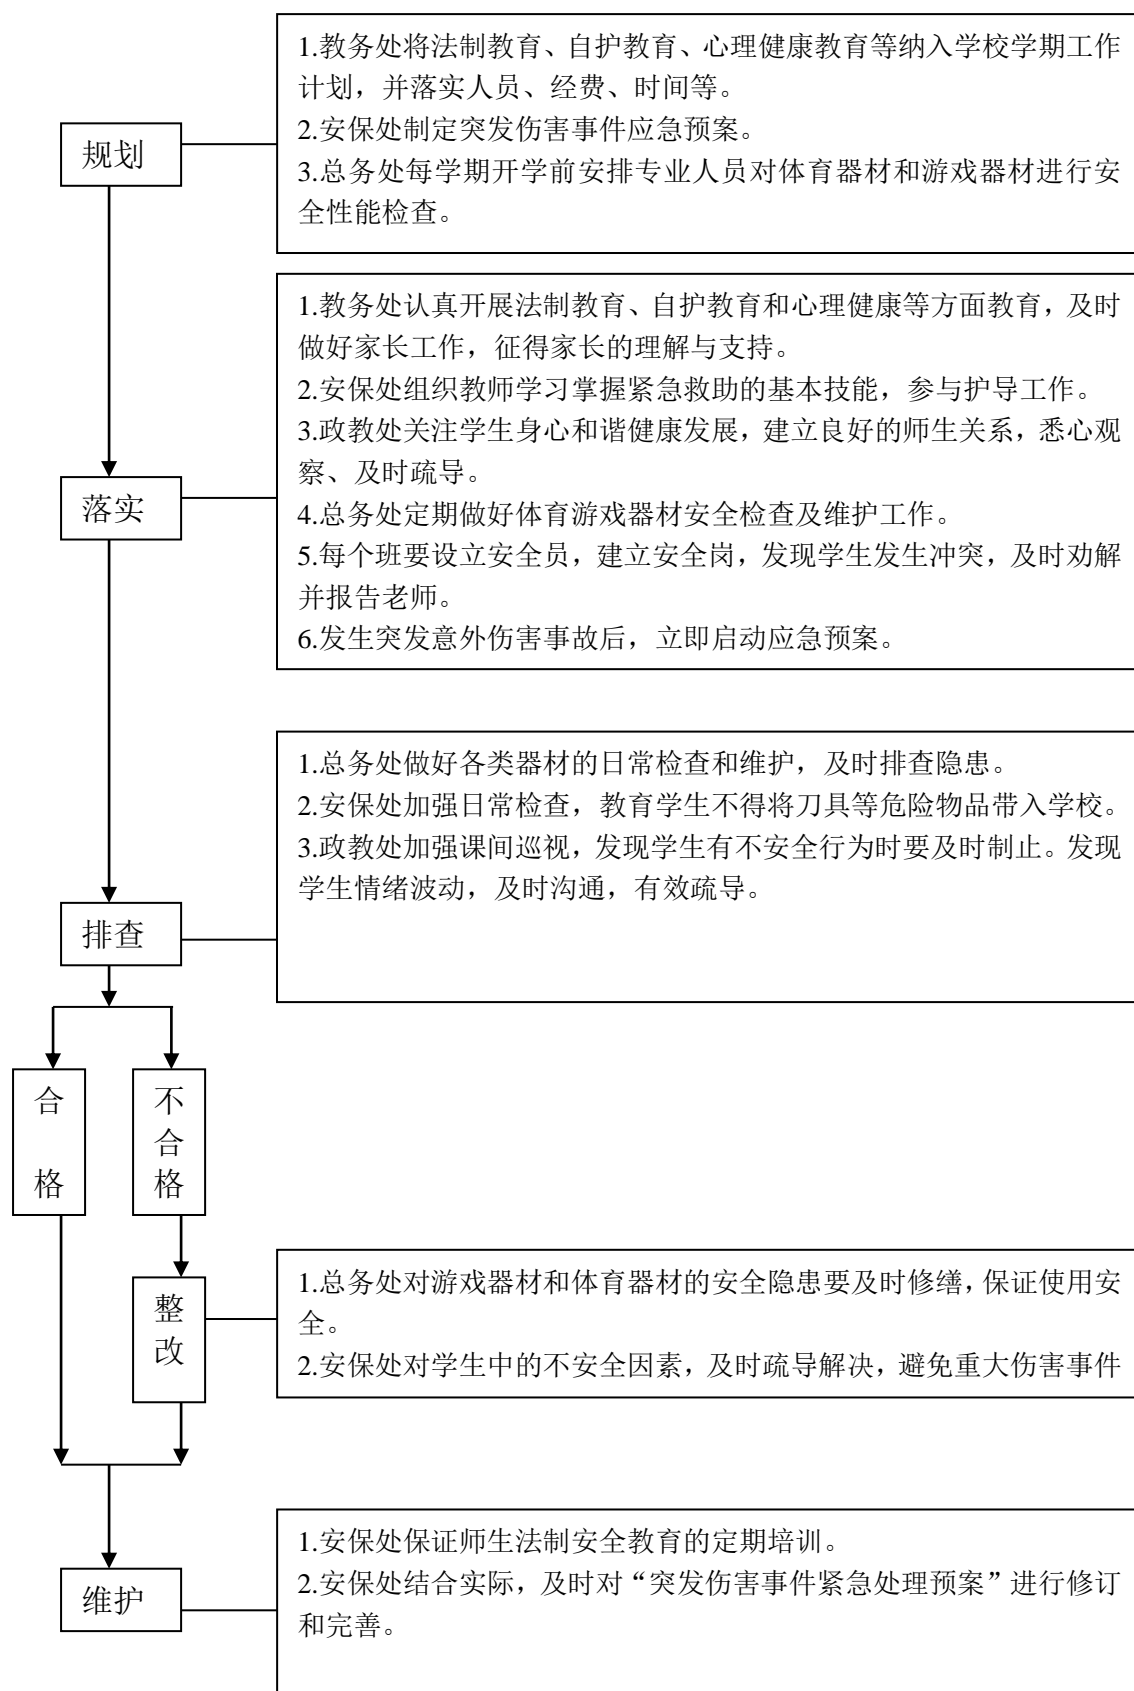 1.教务处将法制教育、自护教育、心理健康教育等纳入学校学期工作
计划，并落实人员、经费、时间等。
2.安保处制定突发伤害事件应急预案。
3.总务处每学期开学前安排专业人员对体育器材和游戏器材进行安
全性能检查。
规划
1.教务处认真开展法制教育、自护教育和心理健康等方面教育，及时
做好家长工作，征得家长的理解与支持。
2.安保处组织教师学习掌握紧急救助的基本技能，参与护导工作。
3.政教处关注学生身心和谐健康发展，建立良好的师生关系，悉心观
察、及时疏导。
4.总务处定期做好体育游戏器材安全检查及维护工作。
5.每个班要设立安全员，建立安全岗，发现学生发生冲突，及时劝解
并报告老师。
6.发生突发意外伤害事故后，立即启动应急预案。
落实
1.总务处做好各类器材的日常检查和维护，及时排查隐患。
2.安保处加强日常检查，教育学生不得将刀具等危险物品带入学校。
3.政教处加强课间巡视，发现学生有不安全行为时要及时制止。发现
学生情绪波动，及时沟通，有效疏导。
排查
合
格
不
合
格
1.总务处对游戏器材和体育器材的安全隐患要及时修缮，保证使用安
全。
2.安保处对学生中的不安全因素，及时疏导解决，避免重大伤害事件
整
改
1.安保处保证师生法制安全教育的定期培训。
2.安保处结合实际，及时对“突发伤害事件紧急处理预案”进行修订
和完善。
维护